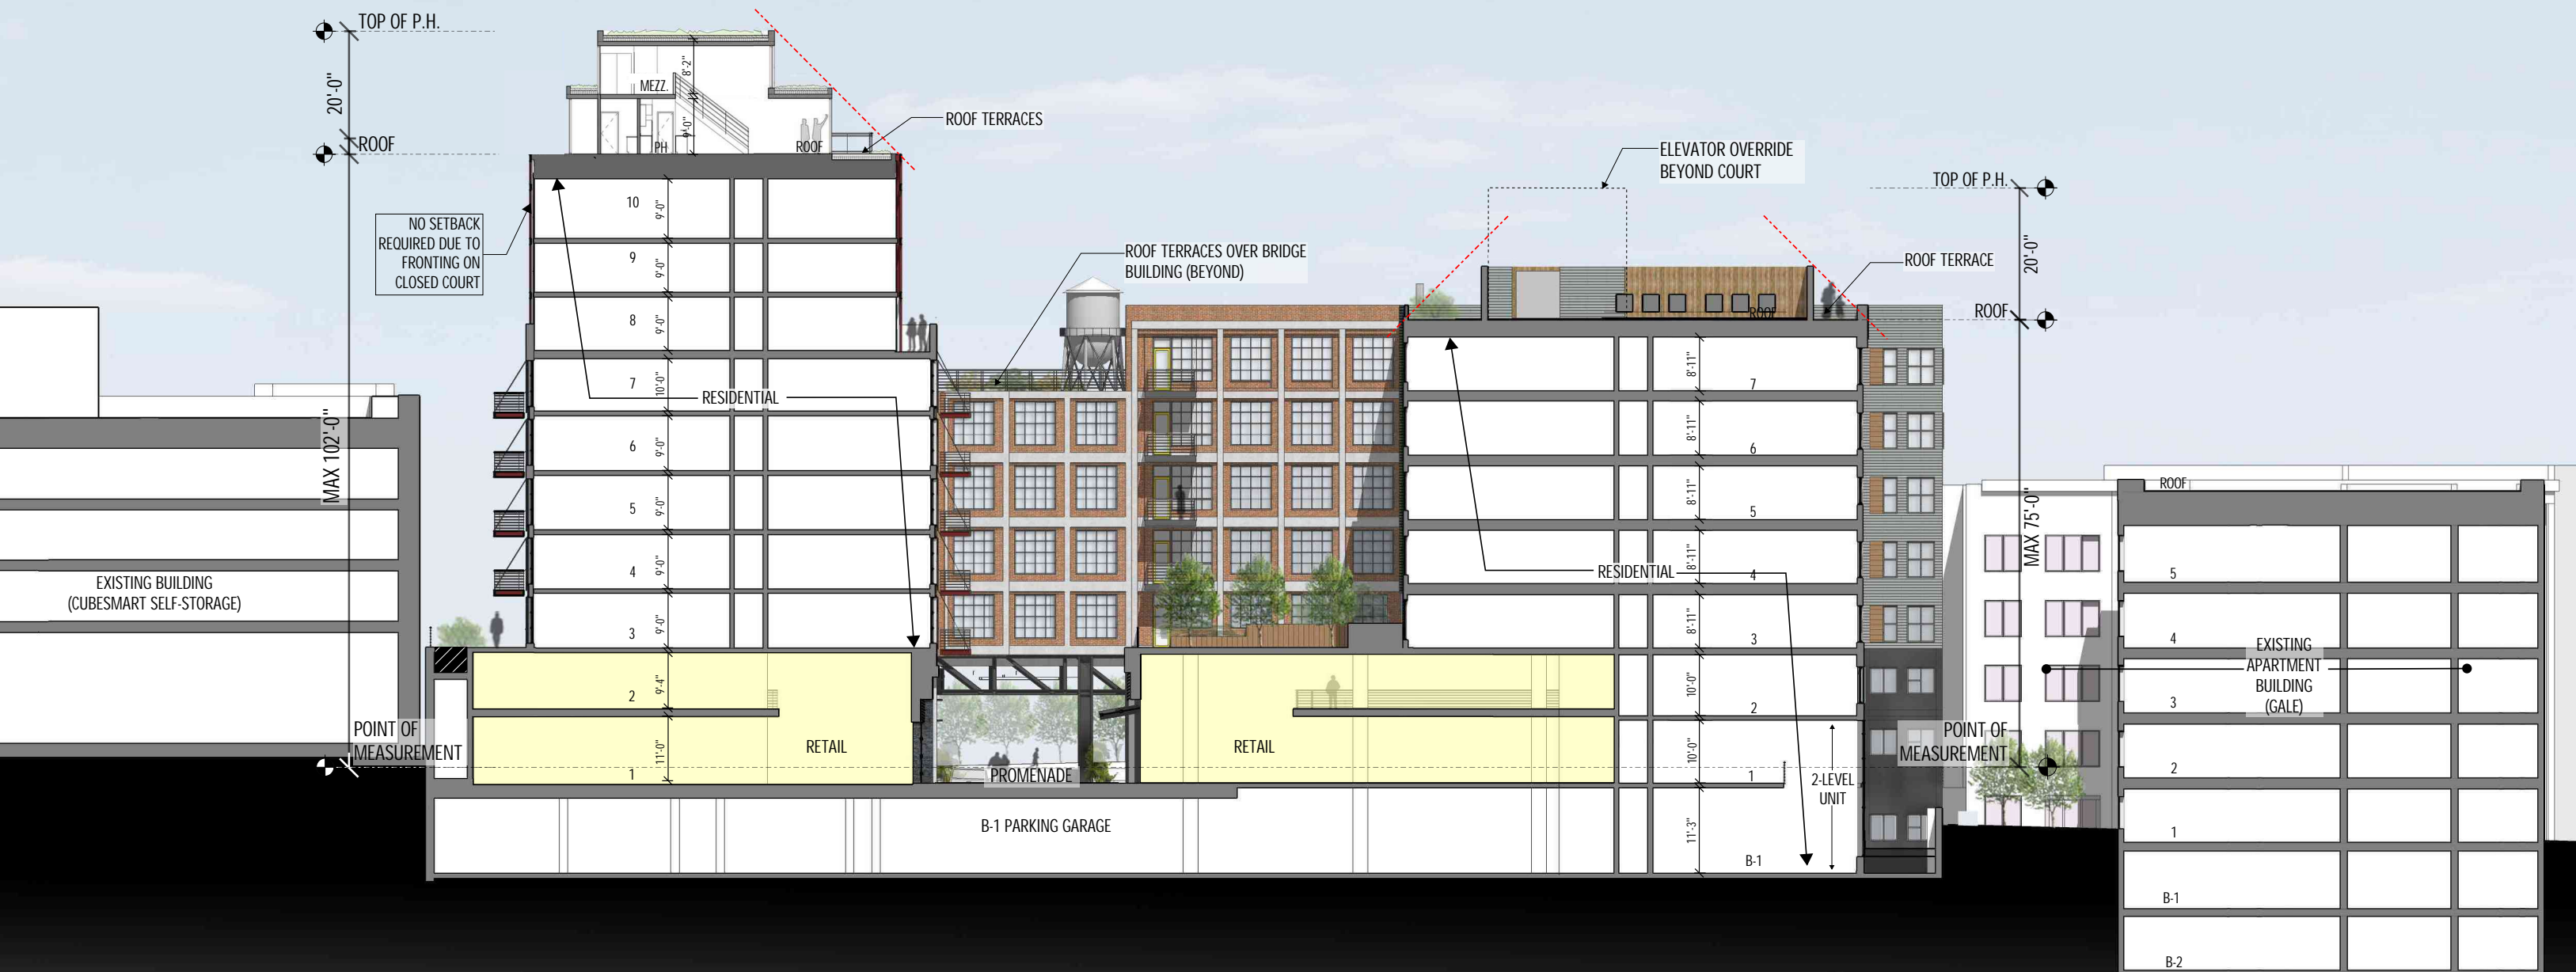 TOP OF P.H.
20'-0"
ROOF
MAX 102'-0"
POINT OF
MEASUREMENT
NO SETBACK
REQUIRED DUE TO
FRONTING ON
CLOSED COURT
EXISTING BUILDING
(CUBESMART SELF-STORAGE)
8'-2"
MEZZ.
9'-0"
PH
ROOF
ROOF TERRACES
10
9'-0"
9
9'-0"
8
9'-0"
7
10'-0"
RESIDENTIAL
6
9'-0"
5
9'-0"
4
9'-0"
3
9'-0"
2
9'-4"
1
11'-0"
RETAIL
ROOF TERRACES OVER BRIDGE
BUILDING (BEYOND)
PROMENADE
RETAIL
B-1 PARKING GARAGE
ELEVATOR OVERRIDE
BEYOND COURT
ROOF
ROOF TERRACE
8'-11"
7
8'-11"
6
8'-11"
5
8'-11"
4
RESIDENTIAL
8'-11"
3
10'-0"
2
10'-0"
1
2-LEVEL
UNIT
11'-3"
B-1
TOP OF P.H.
20'-0"
ROOF
MAX 75'-0"
POINT OF
MEASUREMENT
ROOF
5
4
EXISTING
APARTMENT
BUILDING
(GALE)
3
2
1
B-1
B-2